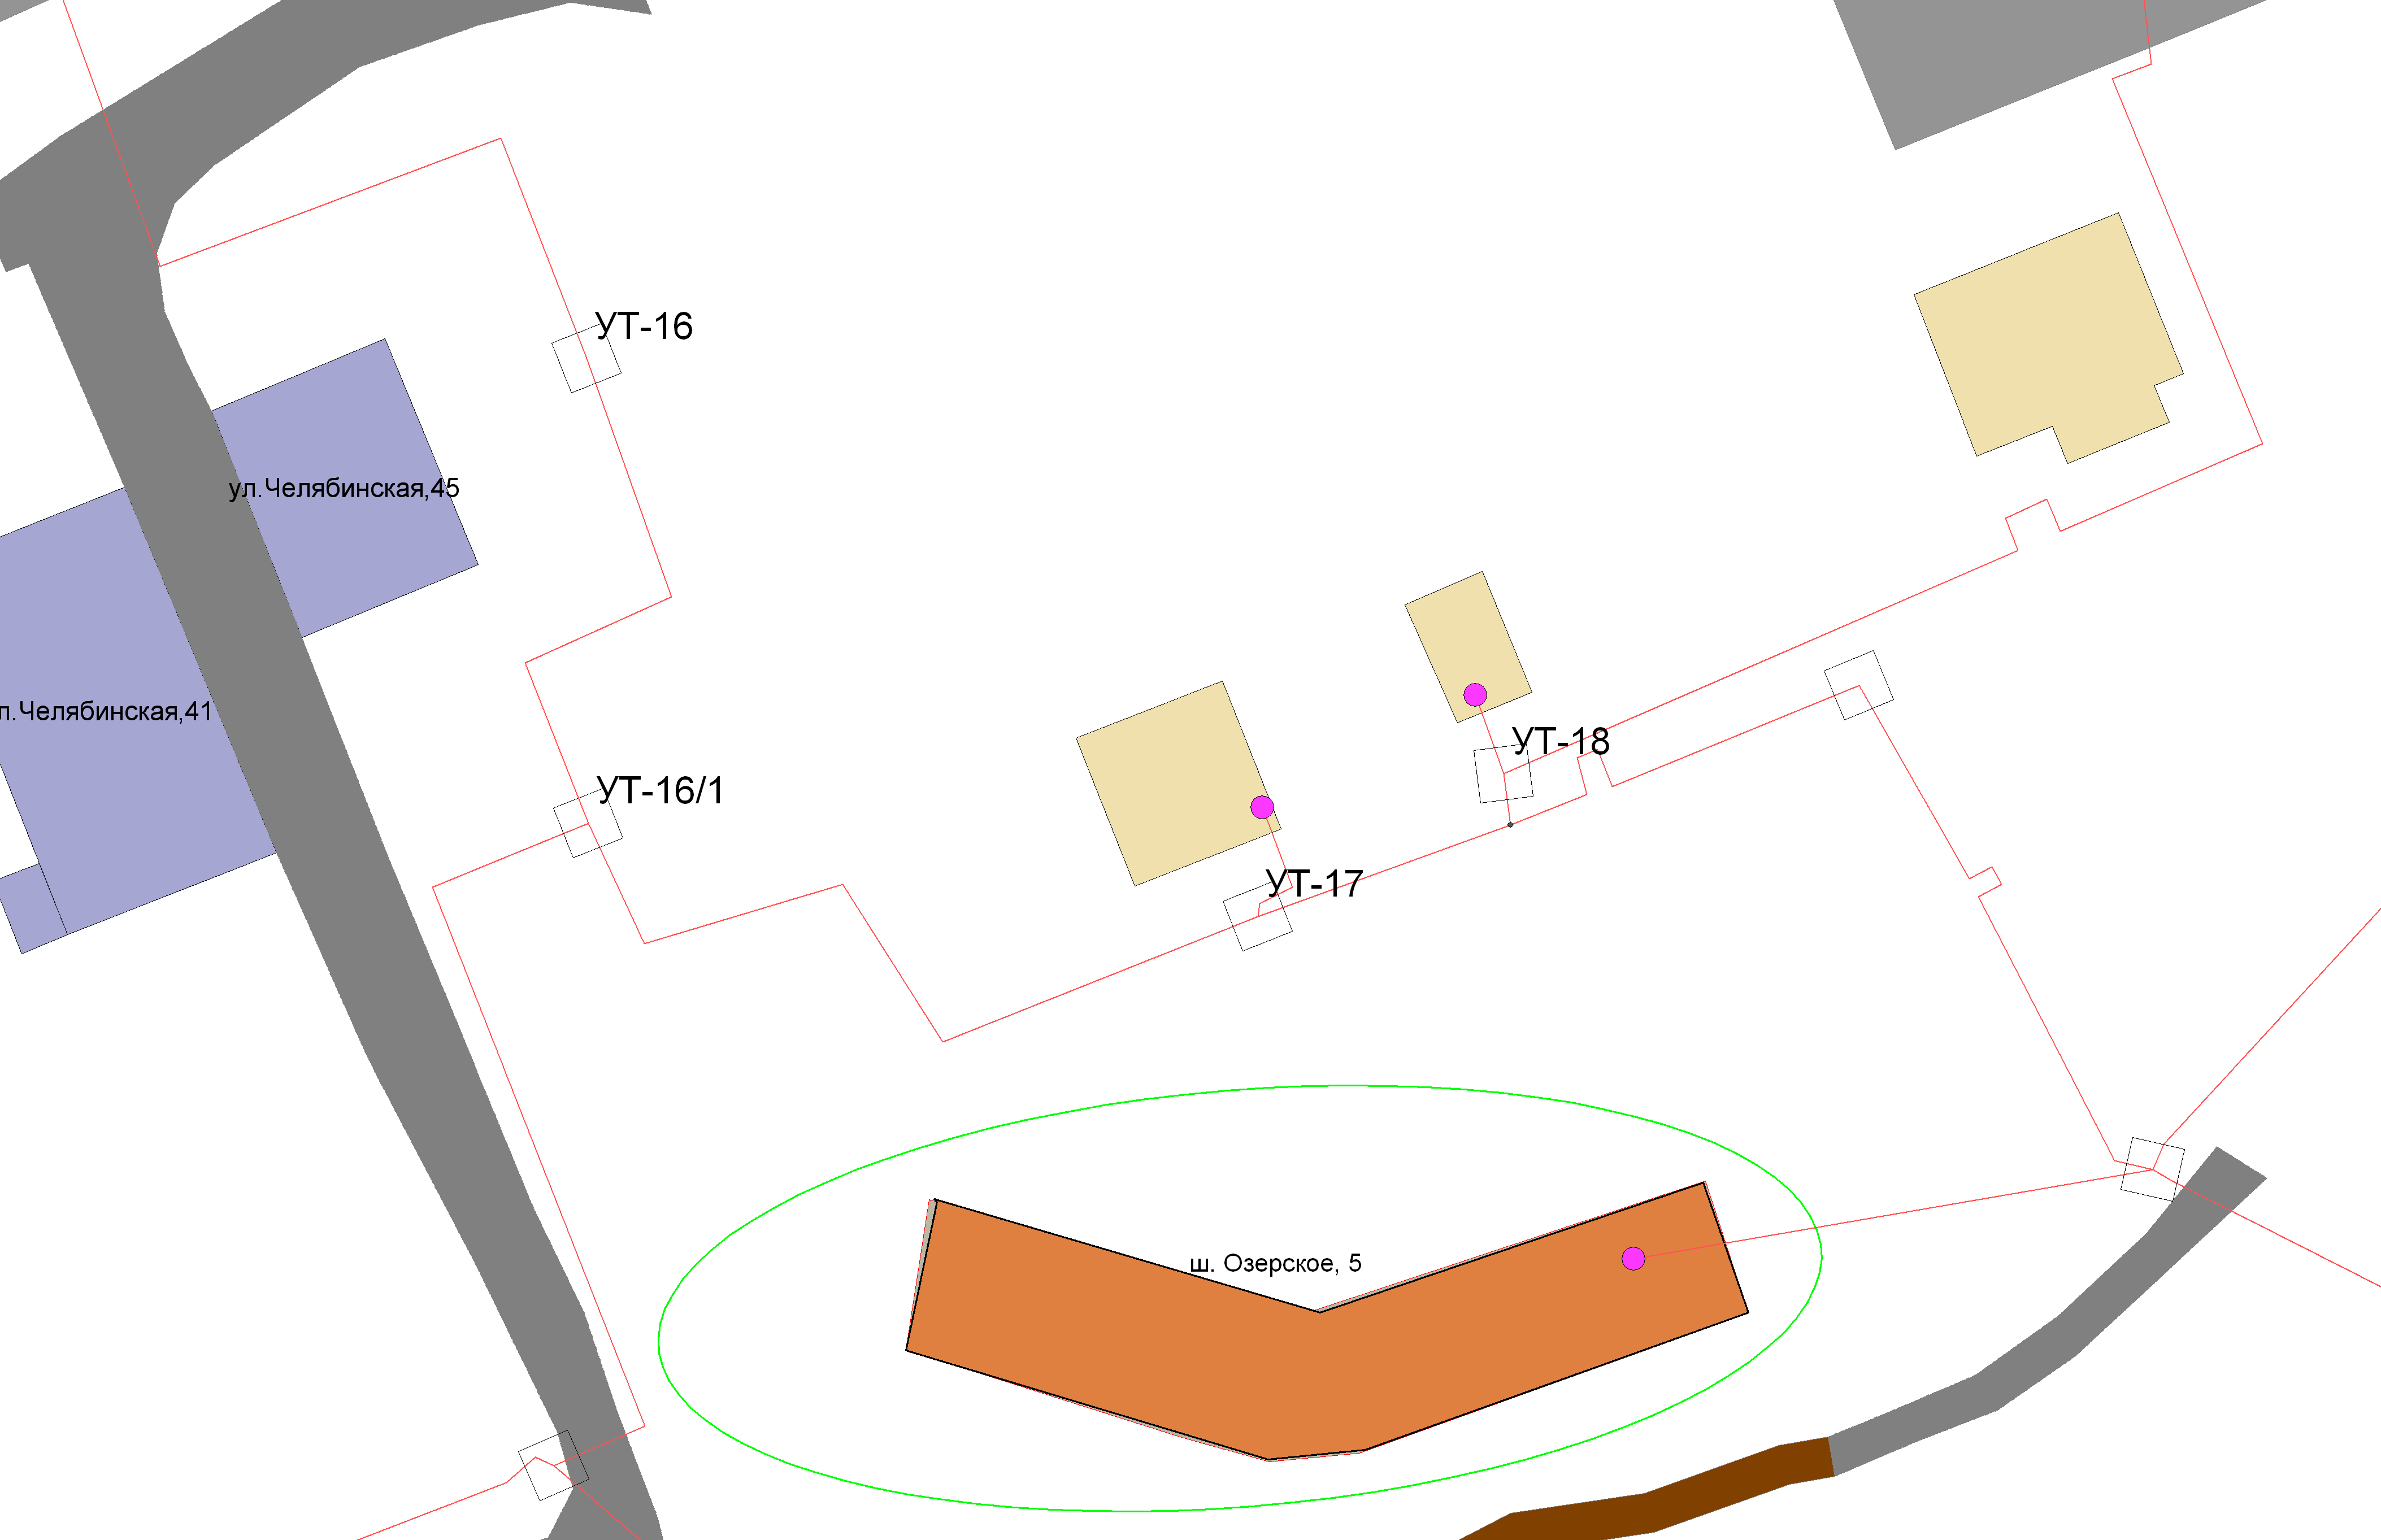 УТ-16
ул.Челябинская,45
л.Челябинская,41
УТ-18
УТ-16/1
УТ-17
ш. Озерское, 5